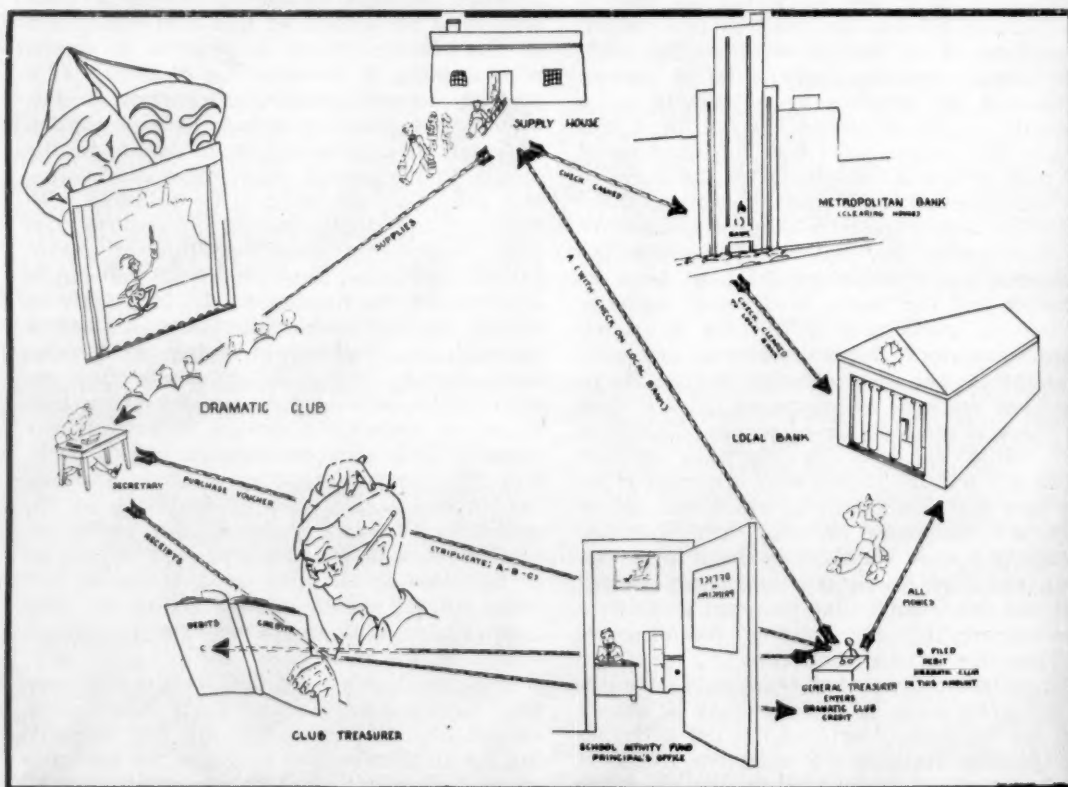 SUPPLY HOUSE
CHECK CASHED
METROPOLITAN BANK
(CLEARING HOUSE)
BANK
SUPPLIES
A (WITH CHECK ON LOCAL BANK)
CHECK CLEARED
LOCAL BANK
DRAMATIC CLUB
SECRETARY
PURCHASE VOUCHER
RECEIPTS
(TRIPLICATE: A-B-C)
DEBITS
CREDITS
C
CLUB TREASURER
PRINCIPAL'S
OFFICE
ALL
MONIES
B FILED
DEBIT
DRAMATIC CLUB
IN THIS AMOUNT
GENERAL TREASURER
ENTERS
DRAMATIC CLUB
CREDIT
SCHOOL ACTIVITY FUND
PRINCIPAL'S OFFICE